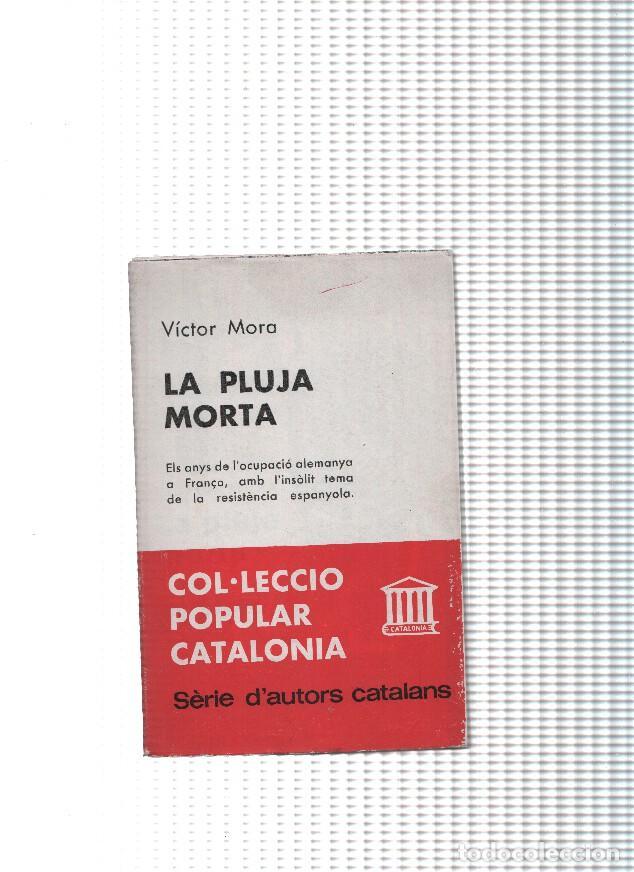 Víctor Mora
LA PLUJA
MORTA
Els anys de l'ocupació alemanya
a França, amb l'insòlit tema
de la resistència espanyola.
COL·LECCIO
POPULAR
CATALONIA
CATALONIA
Sèrie d'autors catalans
todocoleccion